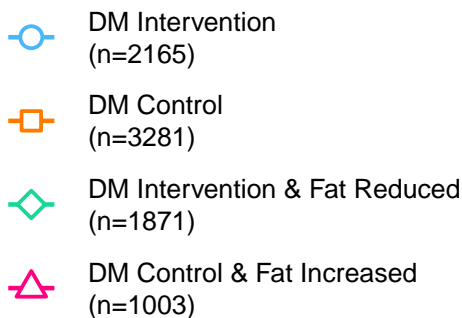 DM Intervention
(n=2165)
DM Control
(n=3281)
DM Intervention & Fat Reduced
(n=1871)
DM Control & Fat Increased
(n=1003)